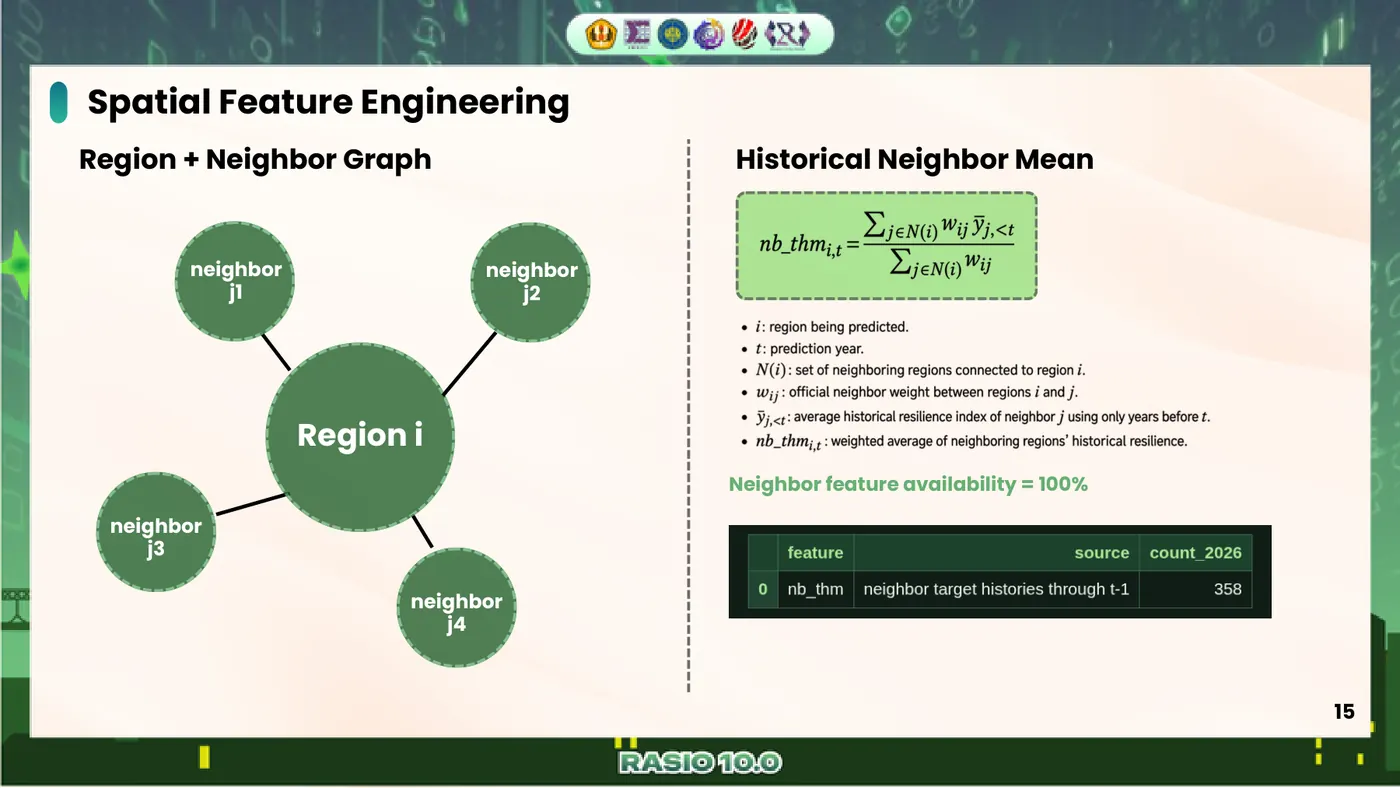 Spatial Feature Engineering
Region + Neighbor Graph
neighbor
j1
neighbor
j2
Region i
neighbor
j3
neighbor
j4
Historical Neighbor Mean
nb_thm_{i,t} = \frac{\sum_{j∈N(i)} w_{ij} ȳ_{j,<t}}{\sum_{j∈N(i)} w_{ij}}
• i: region being predicted.
• t: prediction year.
• N(i): set of neighboring regions connected to region i.
• w_{ij}: official neighbor weight between regions i and j.
• ȳ_{j,<t}: average historical resilience index of neighbor j using only years before t.
• nb_thm_{i,t}: weighted average of neighboring regions’ historical resilience.
Neighbor feature availability = 100%
feature source count_2026
0 nb_thm neighbor target histories through t-1 358
15
RASIO 10.0